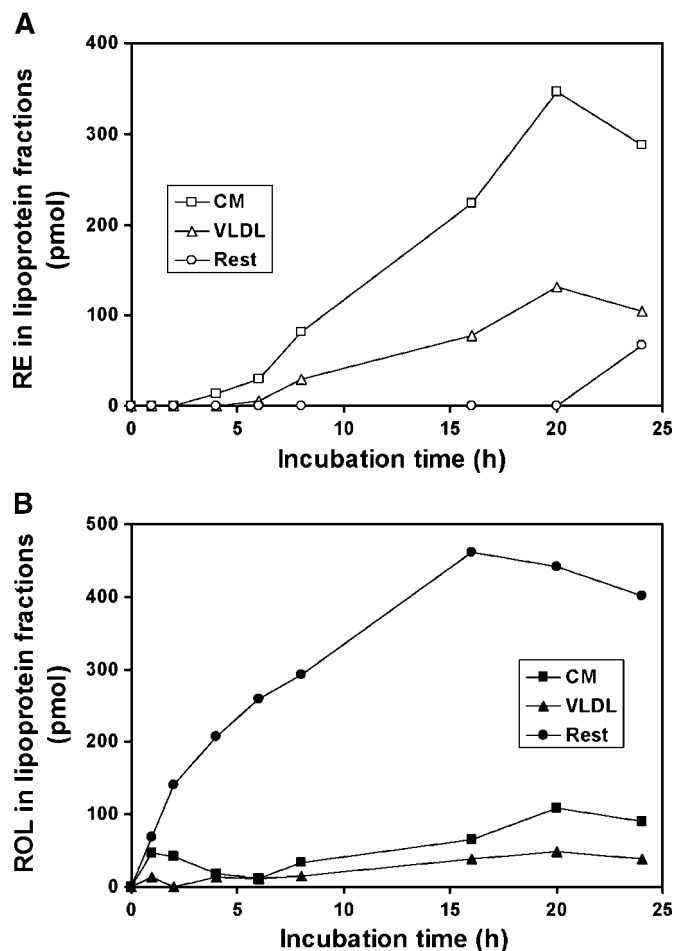 A
RE in lipoprotein fractions
(pmol)
400
300
200
100
0
CM
VLDL
Rest
0 5 10 15 20 25
Incubation time (h)
B
ROL in lipoprotein fractions
(pmol)
500
400
300
200
100
0
CM
VLDL
Rest
0 5 10 15 20 25
Incubation time (h)